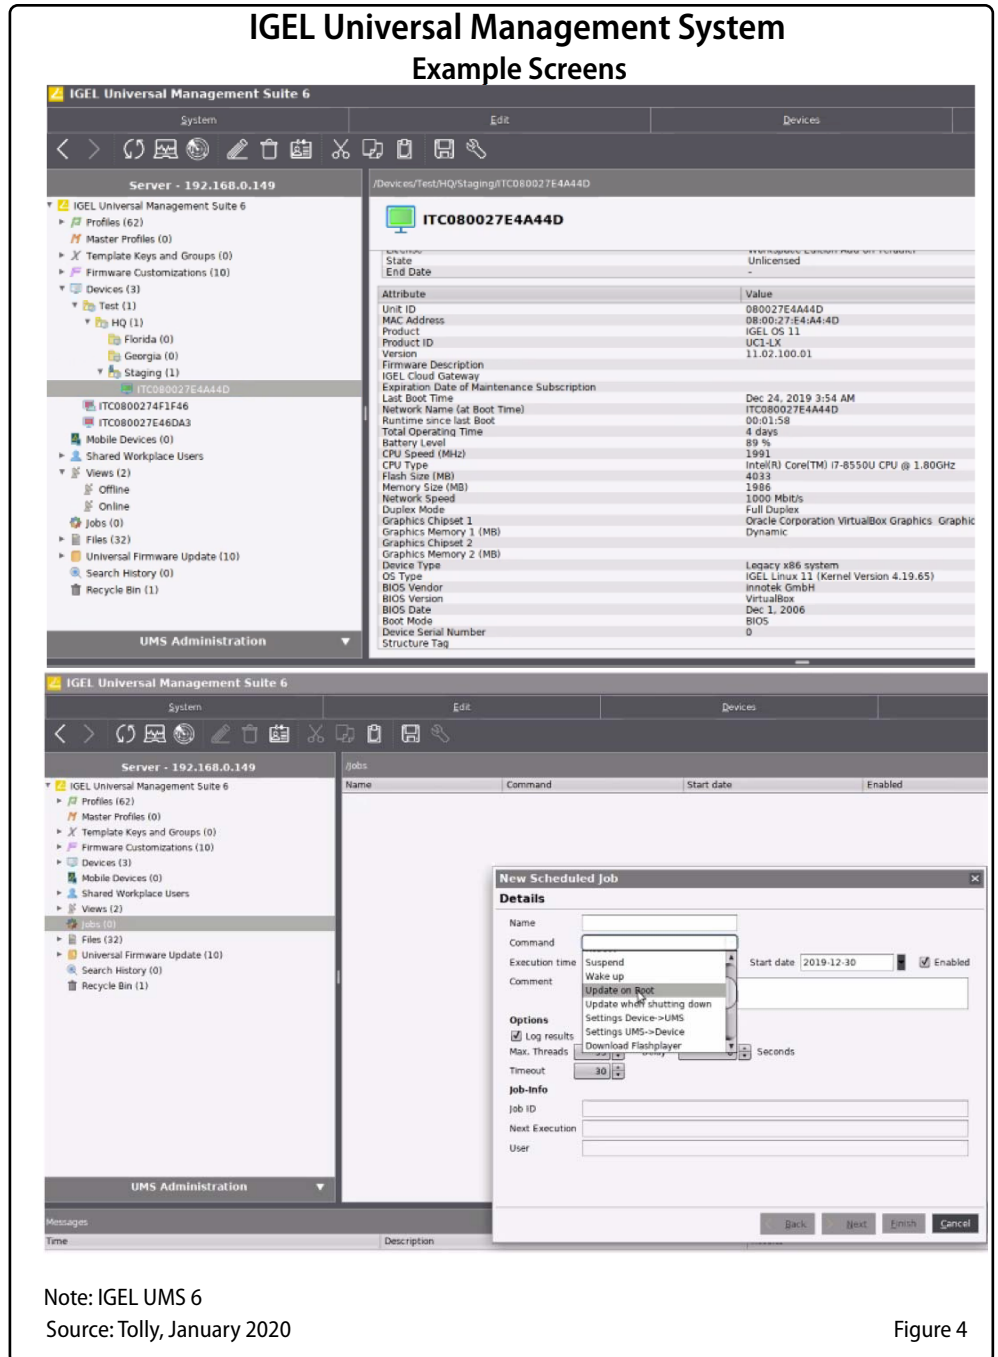 IGEL Universal Management System
Example Screens
IGEL Universal Management Suite 6
System Edit Devices
Server - 192.168.0.149
/Devices/Test/HQ/Staging/ITC080027E4A44D
IGEL Universal Management Suite 6
Profiles (62)
Master Profiles (0)
Template Keys and Groups (0)
Firmware Customizations (10)
Devices (3)
Test (1)
HQ (1)
Florida (0)
Georgia (0)
Staging (1)
ITC080027E4A44D
ITC0800274F1F46
ITC080027E46DA3
Mobile Devices (0)
Shared Workplace Users
Views (2)
Offline
Online
Jobs (0)
Files (32)
Universal Firmware Update (10)
Search History (0)
Recycle Bin (1)
UMS Administration
ITC080027E4A44D
State Unlicensed
End Date -
Attribute Value
Unit ID 080027E4A44D
MAC Address 08:00:27:E4:A4:4D
Product IGEL OS 11
Product ID UC1-LX
Version 11.02.100.01
Firmware Description
IGEL Cloud Gateway
Expiration Date of Maintenance Subscription
Last Boot Time Dec 24, 2019 3:54 AM
Network Name (at Boot Time) ITC080027E4A44D
Runtime since last Boot 00:01:58
Total Operating Time 4 days
Battery Level 89 %
CPU Speed (MHz) 1991
CPU Type Intel(R) Core(TM) i7-8550U CPU @ 1.80GHz
Flash Size (MB) 4033
Memory Size (MB) 1986
Network Speed 1000 Mbit/s
Duplex Mode Full Duplex
Graphics Chipset 1 Oracle Corporation VirtualBox Graphics Graphic
Graphics Memory 1 (MB) Dynamic
Graphics Chipset 2
Graphics Memory 2 (MB)
Device Type Legacy x86 system
OS Type IGEL Linux 11 (Kernel Version 4.19.65)
BIOS Vendor innotek GmbH
BIOS Version VirtualBox
BIOS Date Dec 1, 2006
Boot Mode BIOS
Device Serial Number 0
Structure Tag
IGEL Universal Management Suite 6
System Edit Devices
Server - 192.168.0.149
/Jobs
IGEL Universal Management Suite 6
Profiles (62)
Master Profiles (0)
Template Keys and Groups (0)
Firmware Customizations (10)
Devices (3)
Mobile Devices (0)
Shared Workplace Users
Views (2)
Jobs (0)
Files (32)
Universal Firmware Update (10)
Search History (0)
Recycle Bin (1)
UMS Administration
Name Command Start date Enabled
New Scheduled Job
Details
Name
Command
Execution time Suspend Start date 2019-12-30 Enabled
Wake up
Comment
Update on Boot
Update when shutting down
Settings Device->UMS
Options
Settings UMS->Device
Log results
Download Flashplayer
Max. Threads Seconds
Timeout 30
Job-Info
Job ID
Next Execution
User
Back Next Finish Cancel
Messages
Time Description
Note: IGEL UMS 6
Source: Tolly, January 2020
Figure 4